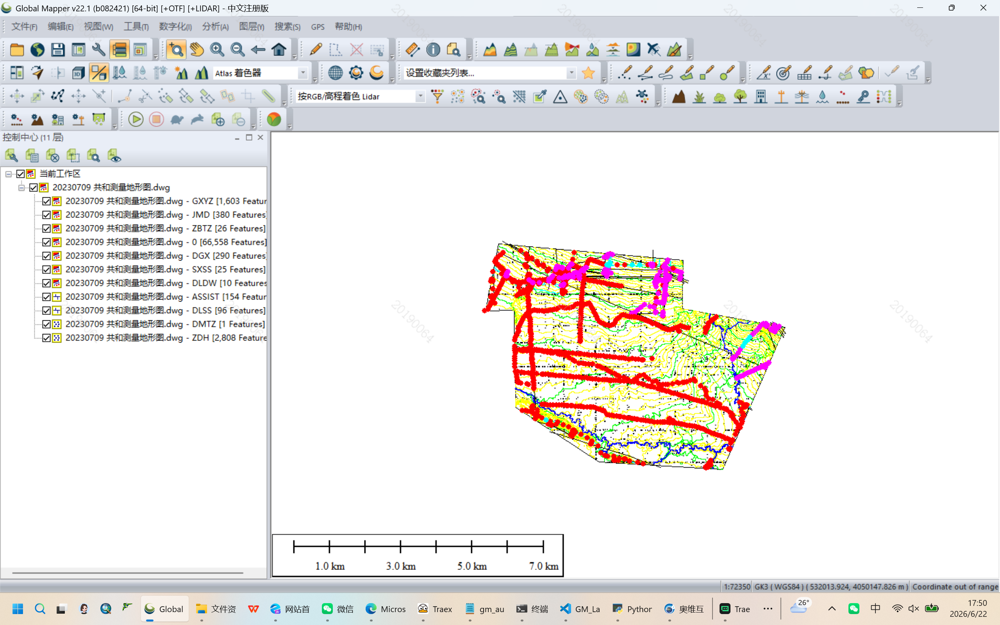 Global Mapper v22.1 (b082421) [64-bit] [+OTF] [+LIDAR] - 中文注册版
文件(F) 编辑(E) 视图(W) 工具(T) 数字化(I) 分析(A) 图层(Y) 搜索(S) GPS 帮助(H)
3D
Atlas 着色器
设置收藏夹列表...
按RGB/高程着色 Lidar
控制中心 (11 层)
当前工作区
20230709 共和测量地形图.dwg
20230709 共和测量地形图.dwg - GXYZ [1,603 Featur
20230709 共和测量地形图.dwg - JMD [380 Features]
20230709 共和测量地形图.dwg - ZBTZ [26 Features]
20230709 共和测量地形图.dwg - 0 [66,558 Features]
20230709 共和测量地形图.dwg - DGX [290 Features]
20230709 共和测量地形图.dwg - SXSS [25 Features]
20230709 共和测量地形图.dwg - DLDW [10 Features
20230709 共和测量地形图.dwg - ASSIST [154 Featur
20230709 共和测量地形图.dwg - DLSS [96 Features]
20230709 共和测量地形图.dwg - DMTZ [1 Features]
20230709 共和测量地形图.dwg - ZDH [2,808 Feature
20190064
1.0 km 3.0 km 5.0 km 7.0 km
1:72350 GK3 ( WGS84 ) ( 532013.924, 4050147.826 m ) Coordinate out of range
Global 文件资 网站首 微信 Micros Traex gm_au 终端 GM_La Python 奥维互 Trae ... 26° 中 17:50
2026/6/22